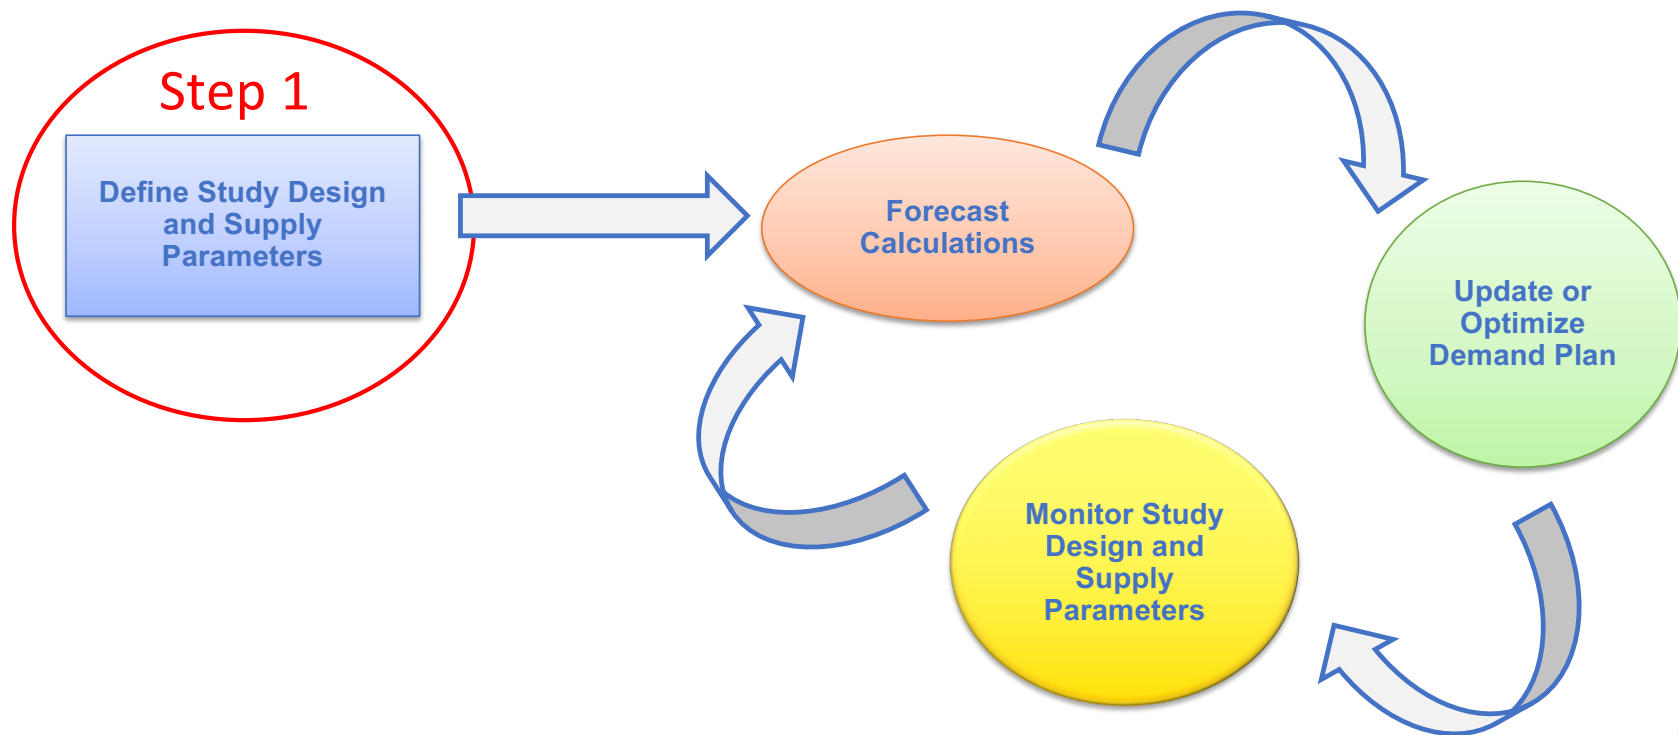 Step 1
Define Study Design
and Supply
Parameters
Forecast
Calculations
Update or
Optimize
Demand Plan
Monitor Study
Design and
Supply
Parameters